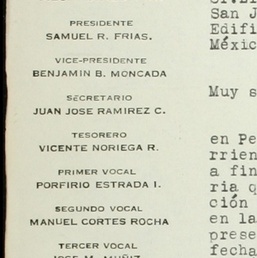 San J
PRESIDENTE
SAMUEL R. FRIAS.
Edifi
Méxic
VICE-PRESIDENTE
BENJAMIN B. MONCADA
SECRETARIO
JUAN JOSE RAMIREZ C.
Muy s
TESORERO
VICENTE NORIEGA R.
PRIMER VOCAL
PORFIRIO ESTRADA I.
SEGUNDO VOCAL
MANUEL CORTES ROCHA
TERCER VOCAL
en Pe
rrien
a fin
ria q
ción
en la
prese
fecha